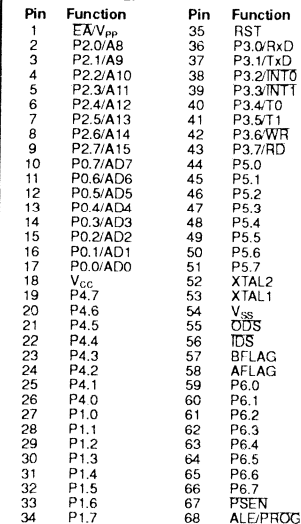 Pin Function Pin Function
1 E̅A̅/VPP 35 RST
2 P2.0/A8 36 P3.0/RxD
3 P2.1/A9 37 P3.1/TxD
4 P2.2/A10 38 P3.2/I̅N̅T̅0̅
5 P2.3/A11 39 P3.3/I̅N̅T̅1̅
6 P2.4/A12 40 P3.4/T0
7 P2.5/A13 41 P3.5/T1
8 P2.6/A14 42 P3.6/W̅R̅
9 P2.7/A15 43 P3.7/R̅D̅
10 P0.7/AD7 44 P5.0
11 P0.6/AD6 45 P5.1
12 P0.5/AD5 46 P5.2
13 P0.4/AD4 47 P5.3
14 P0.3/AD3 48 P5.4
15 P0.2/AD2 49 P5.5
16 P0.1/AD1 50 P5.6
17 P0.0/AD0 51 P5.7
18 VCC 52 XTAL2
19 P4.7 53 XTAL1
20 P4.6 54 VSS
21 P4.5 55 O̅D̅S̅
22 P4.4 56 I̅D̅S̅
23 P4.3 57 BFLAG
24 P4.2 58 AFLAG
25 P4.1 59 P6.0
26 P4.0 60 P6.1
27 P1.0 61 P6.2
28 P1.1 62 P6.3
29 P1.2 63 P6.4
30 P1.3 64 P6.5
31 P1.4 65 P6.6
32 P1.5 66 P6.7
33 P1.6 67 P̅S̅E̅N̅
34 P1.7 68 ALE/P̅R̅O̅G̅